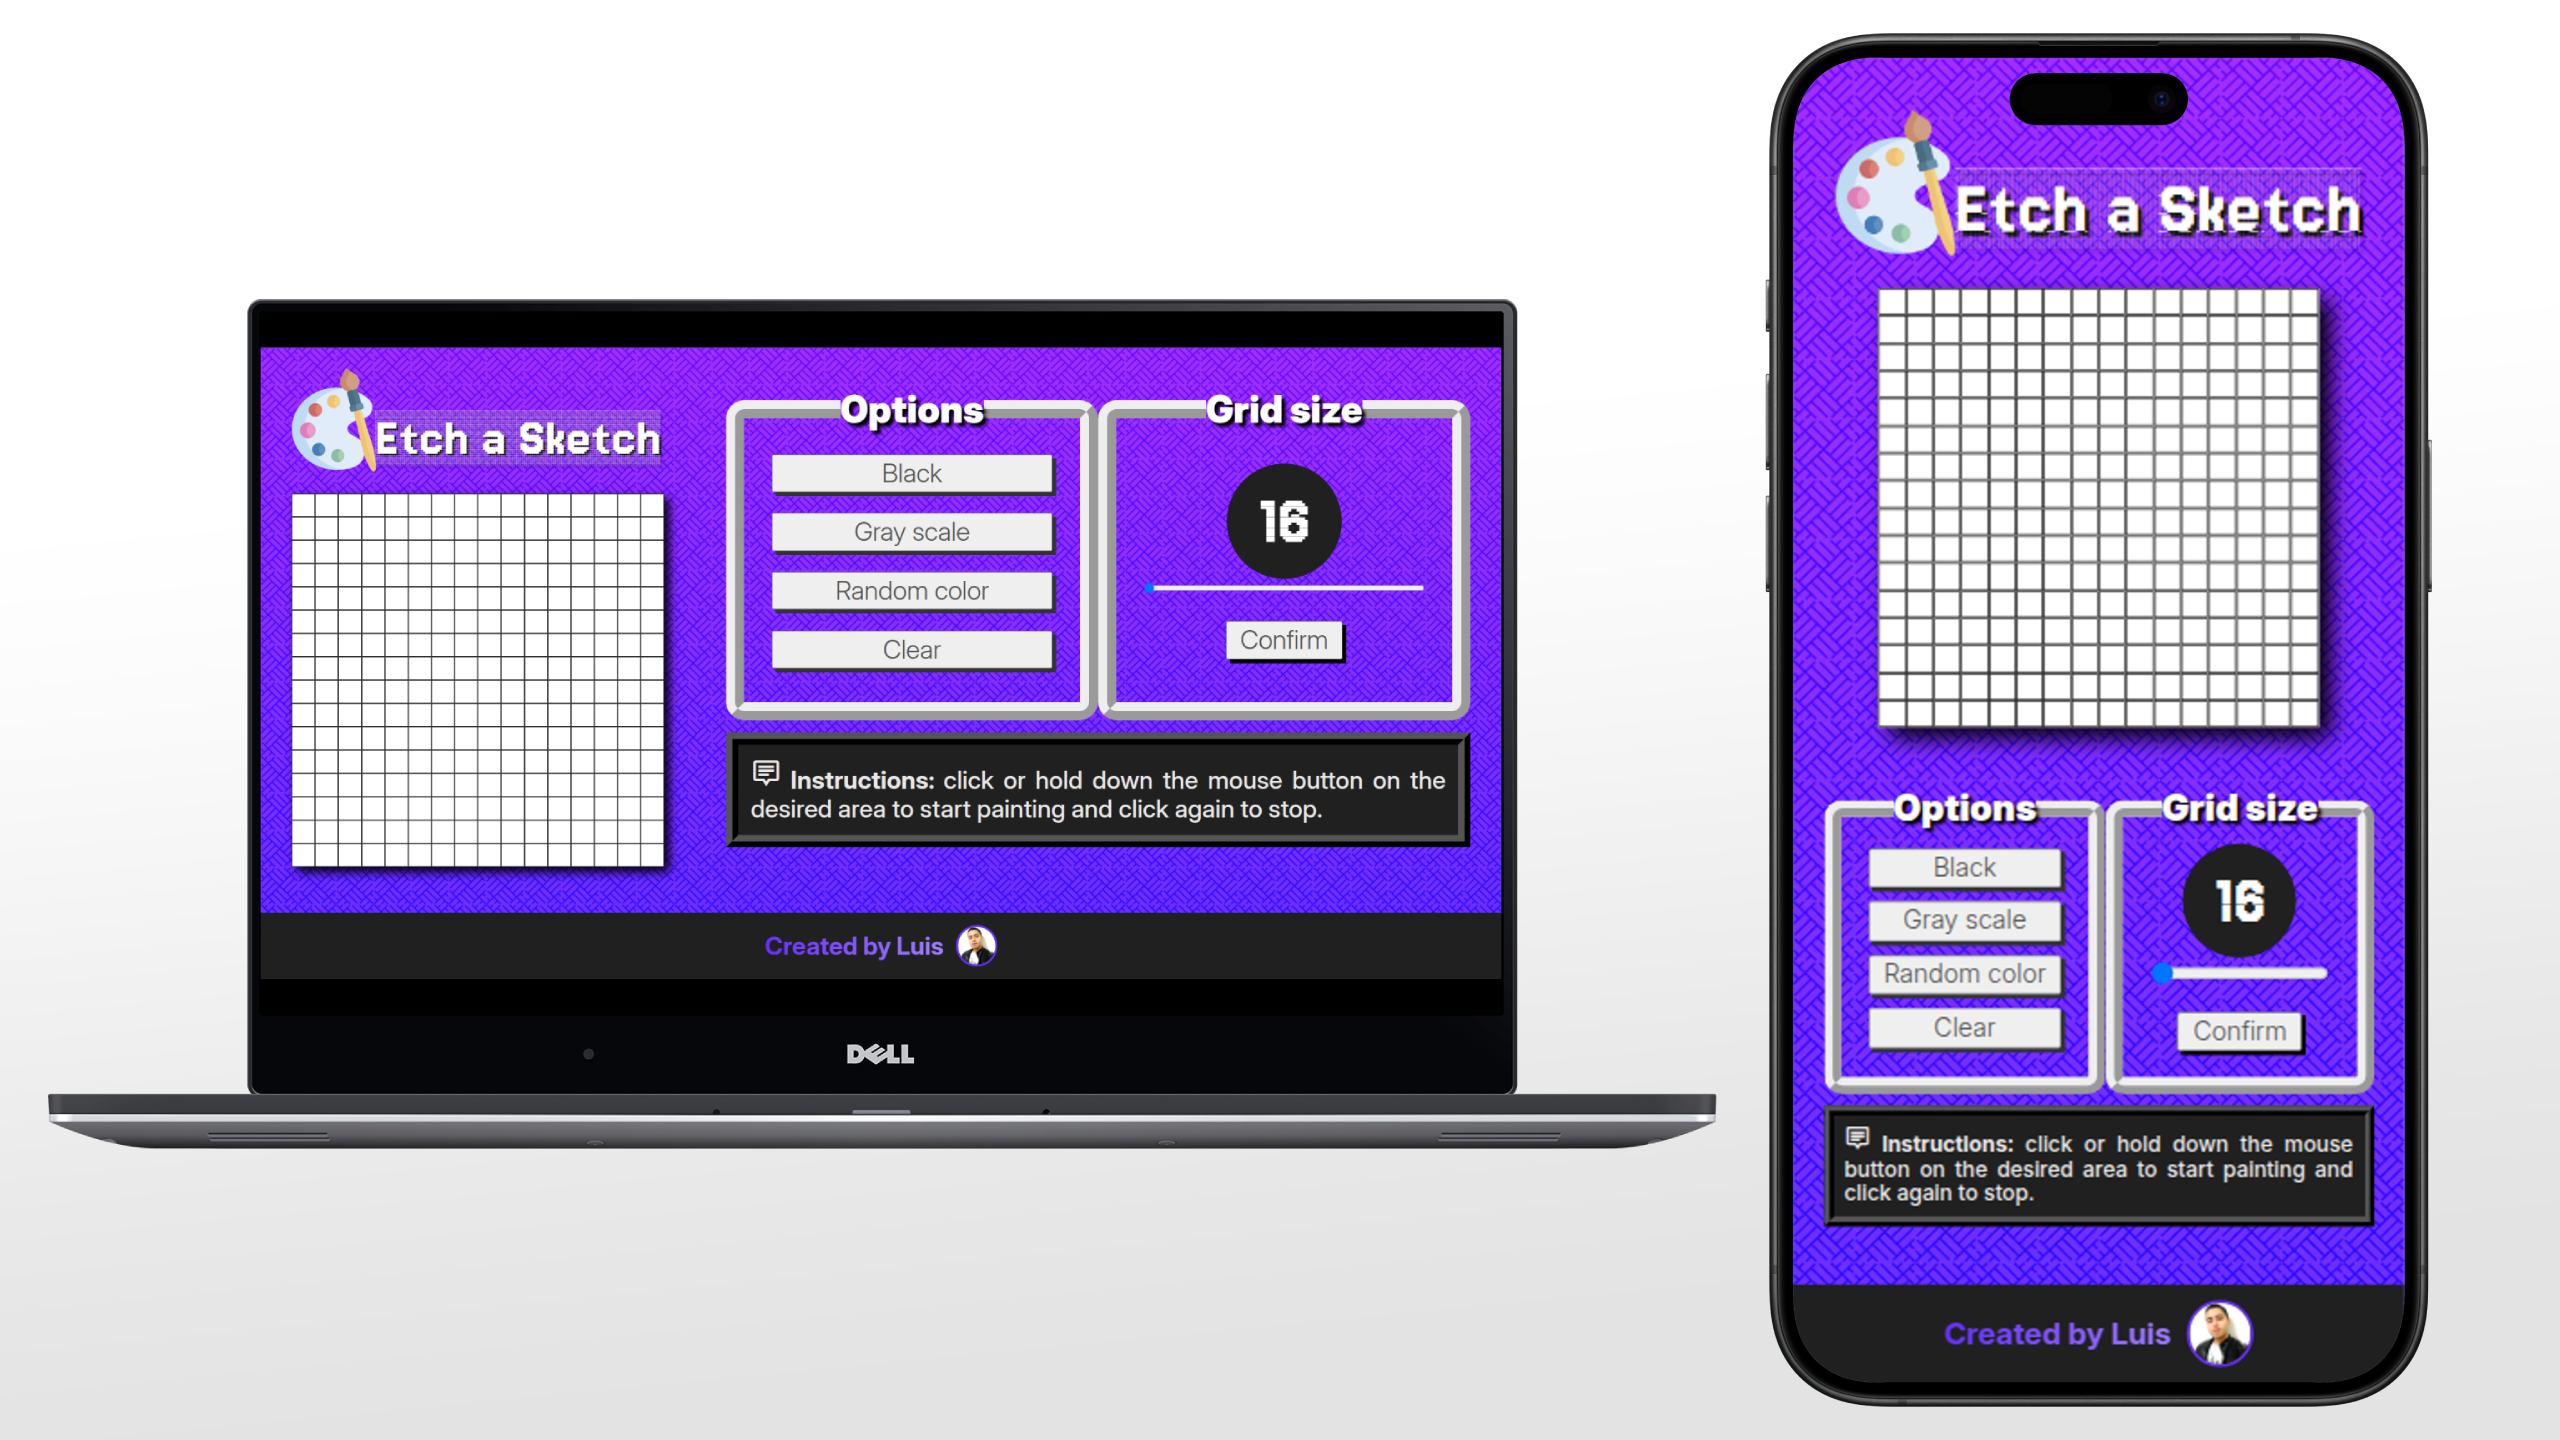 Etch a Sketch
Options
Black
Gray scale
Random color
Clear
Grid size
16
Confirm
Instructions: click or hold down the mouse button on the
desired area to start painting and click again to stop.
Created by Luis
DELL
Etch a Sketch
Options
Black
Gray scale
Random color
Clear
Grid size
16
Confirm
Instructions: click or hold down the mouse
button on the desired area to start painting and
click again to stop.
Created by Luis